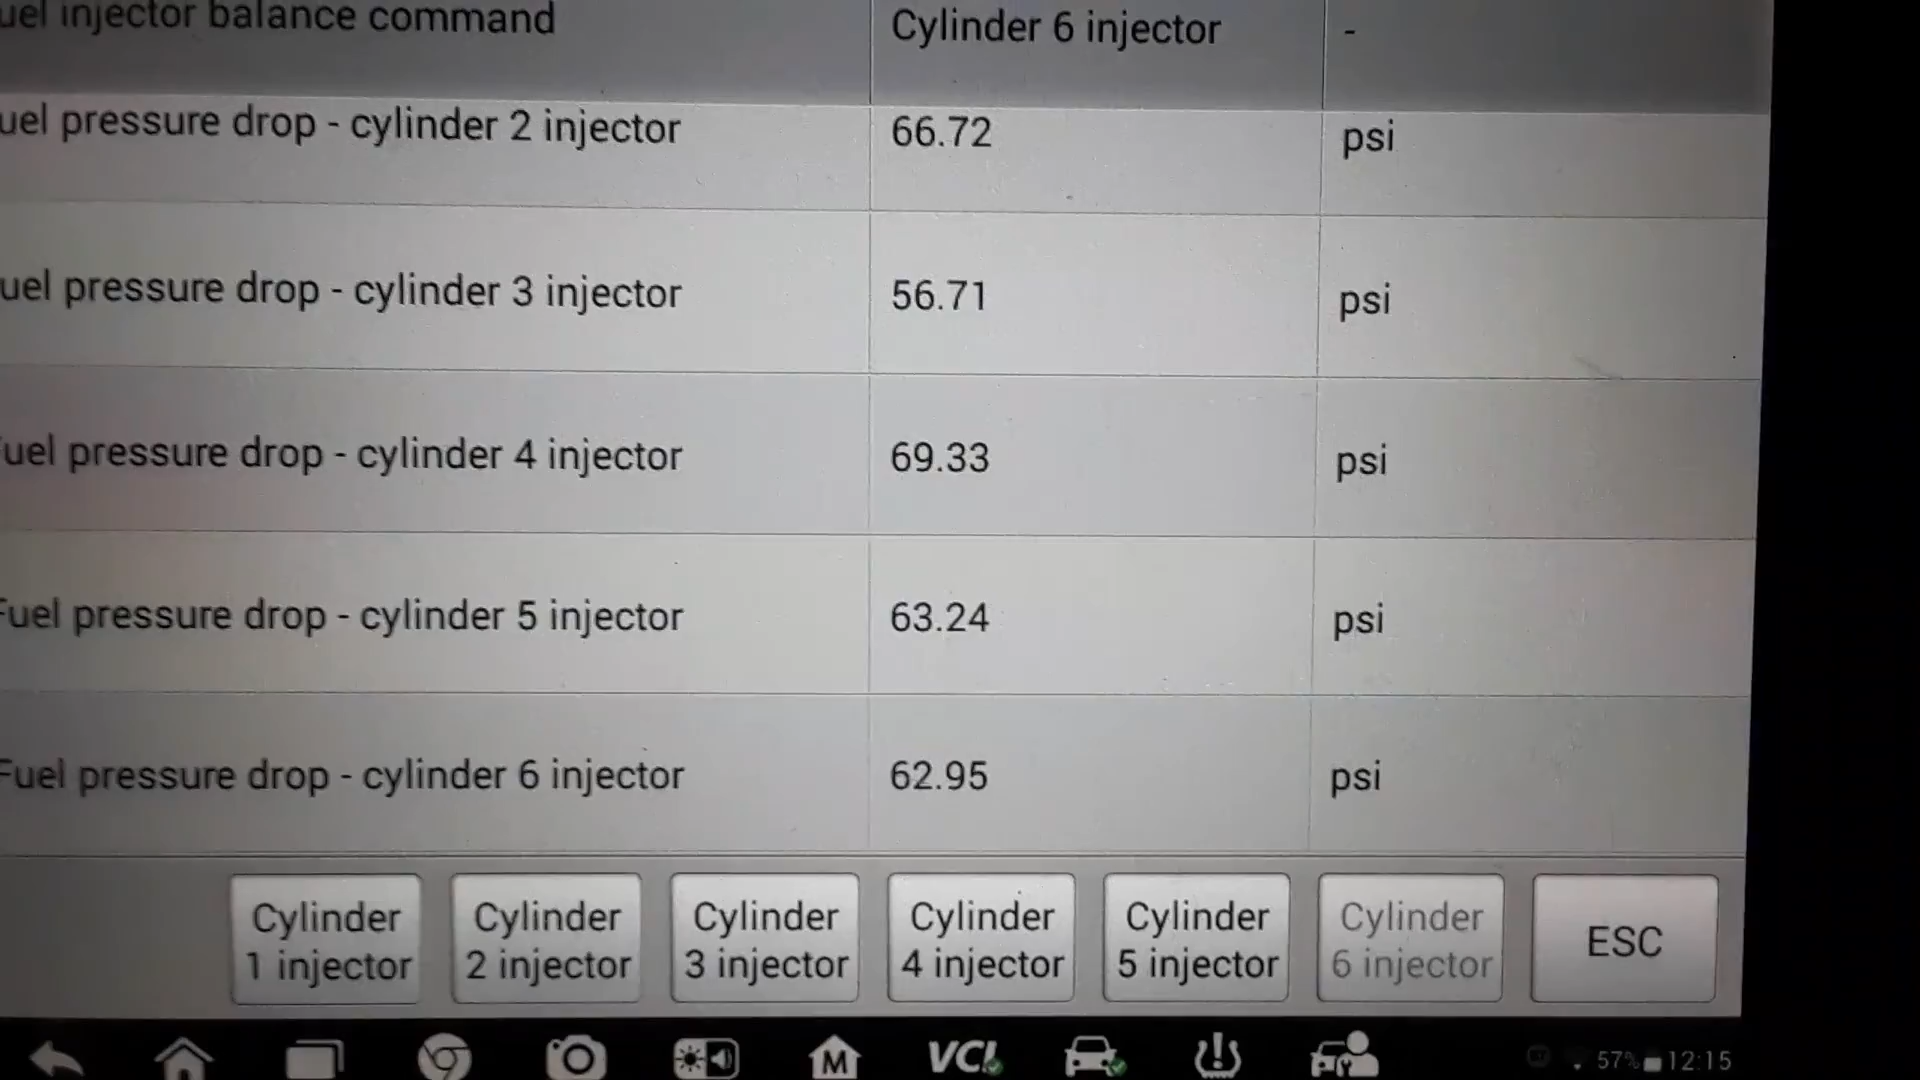 uel injector balance command Cylinder 6 injector -
uel pressure drop - cylinder 2 injector 66.72 psi
uel pressure drop - cylinder 3 injector 56.71 psi
uel pressure drop - cylinder 4 injector 69.33 psi
Fuel pressure drop - cylinder 5 injector 63.24 psi
Fuel pressure drop - cylinder 6 injector 62.95 psi
Cylinder
1 injector
Cylinder
2 injector
Cylinder
3 injector
Cylinder
4 injector
Cylinder
5 injector
Cylinder
6 injector
ESC
M VCI 57% 12:15